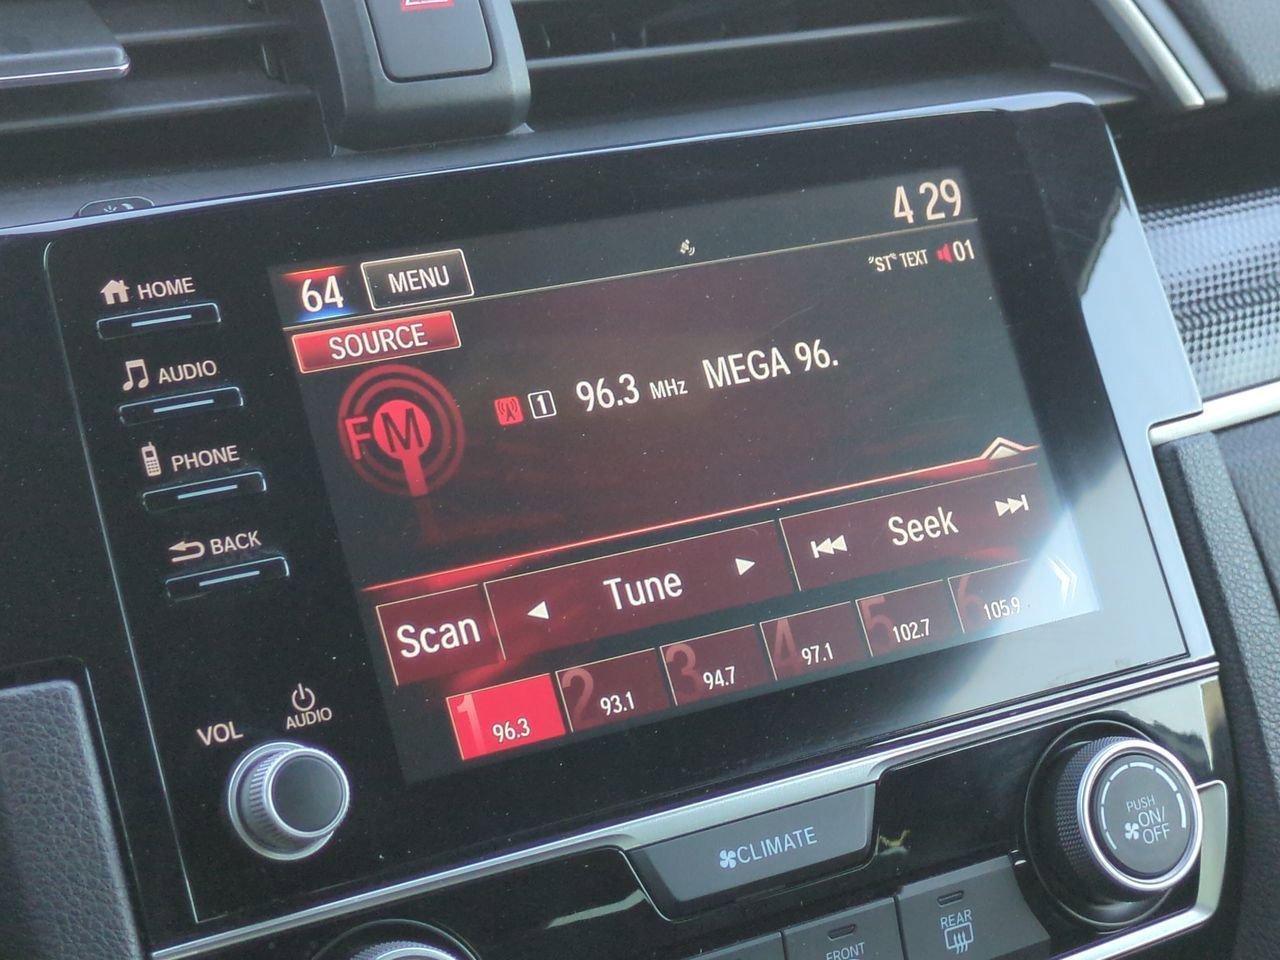 4 29
64
MENU
"ST" TEXT 01
SOURCE
FM
1 96.3 MHz MEGA 96.
Scan
Tune
Seek
1 96.3
2 93.1
3 94.7
4 97.1
5 102.7
6 105.9
HOME
AUDIO
PHONE
BACK
VOL
AUDIO
CLIMATE
PUSH
ON/
OFF
FRONT
REAR